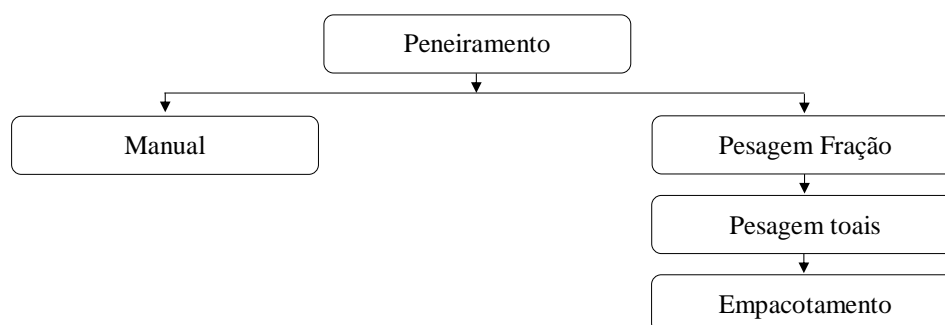 Peneiramento
Manual
Pesagem Fração
Pesagem toais
Empacotamento